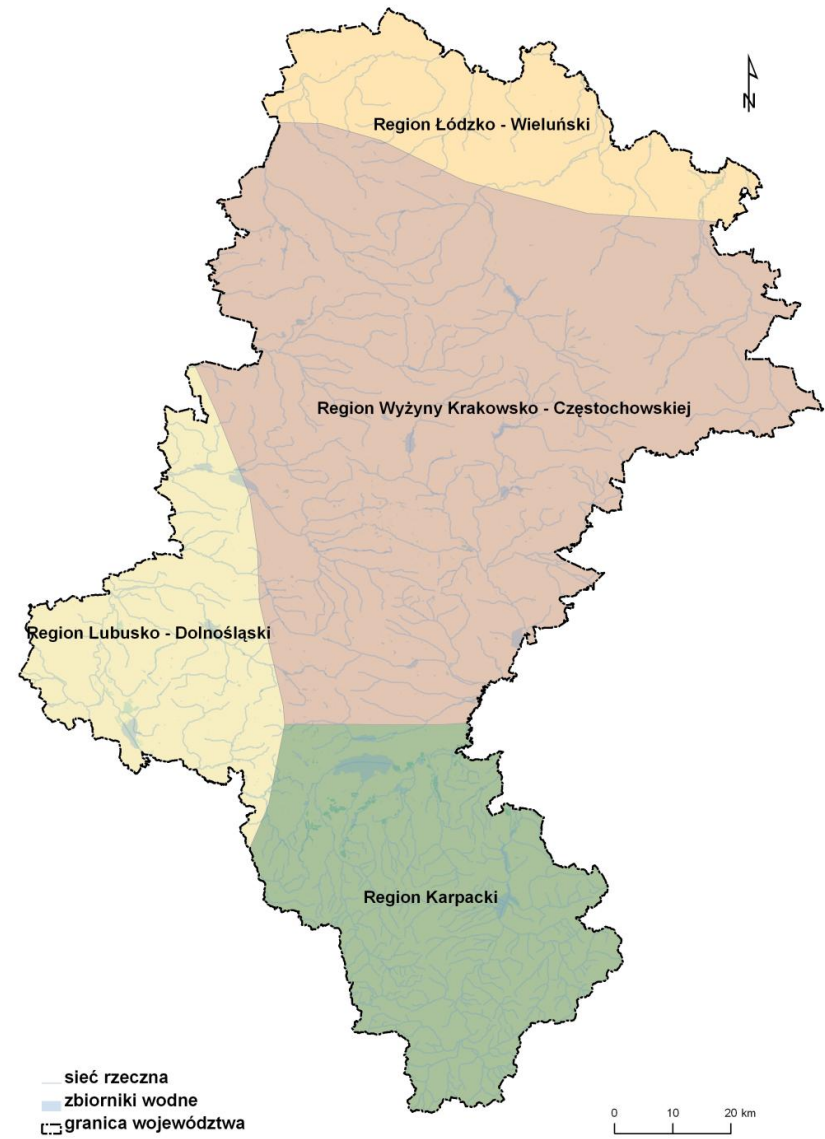 N
Region Łódzko - Wieluński
Region Wyżyny Krakowsko - Częstochowskiej
Region Lubusko - Dolnośląski
Region Karpacki
sieć rzeczna
zbiorniki wodne
granica województwa
0 10 20 km